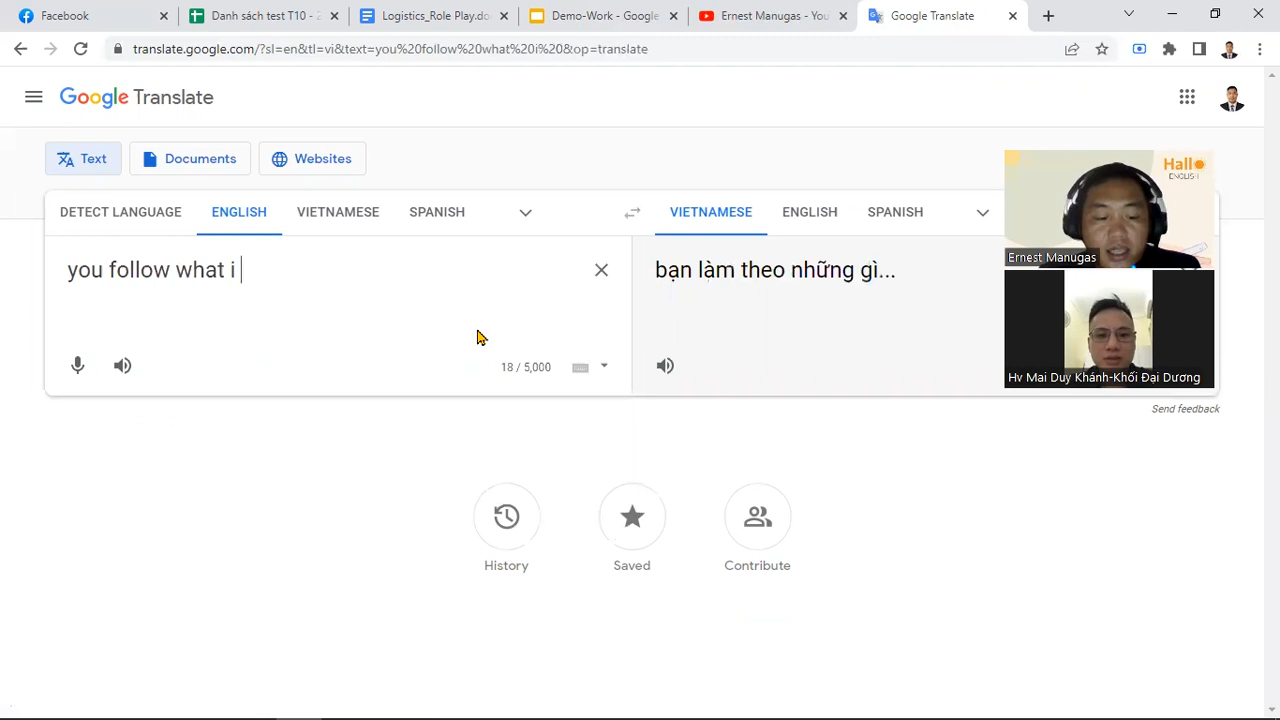 Facebook
Danh sách test T10 - 2
Logistics_Role Play.do
Demo-Work - Google
Ernest Manugas - You
Google Translate
translate.google.com/?sl=en&tl=vi&text=you%20follow%20what%20i%20&op=translate
Google Translate
Text
Documents
Websites
DETECT LANGUAGE
ENGLISH
VIETNAMESE
SPANISH
VIETNAMESE
ENGLISH
SPANISH
you follow what i
bạn làm theo những gì...
18 / 5,000
Hallo
ENGLISH
Ernest Manugas
Hv Mai Duy Khánh-Khối Đại Dương
Send feedback
History
Saved
Contribute